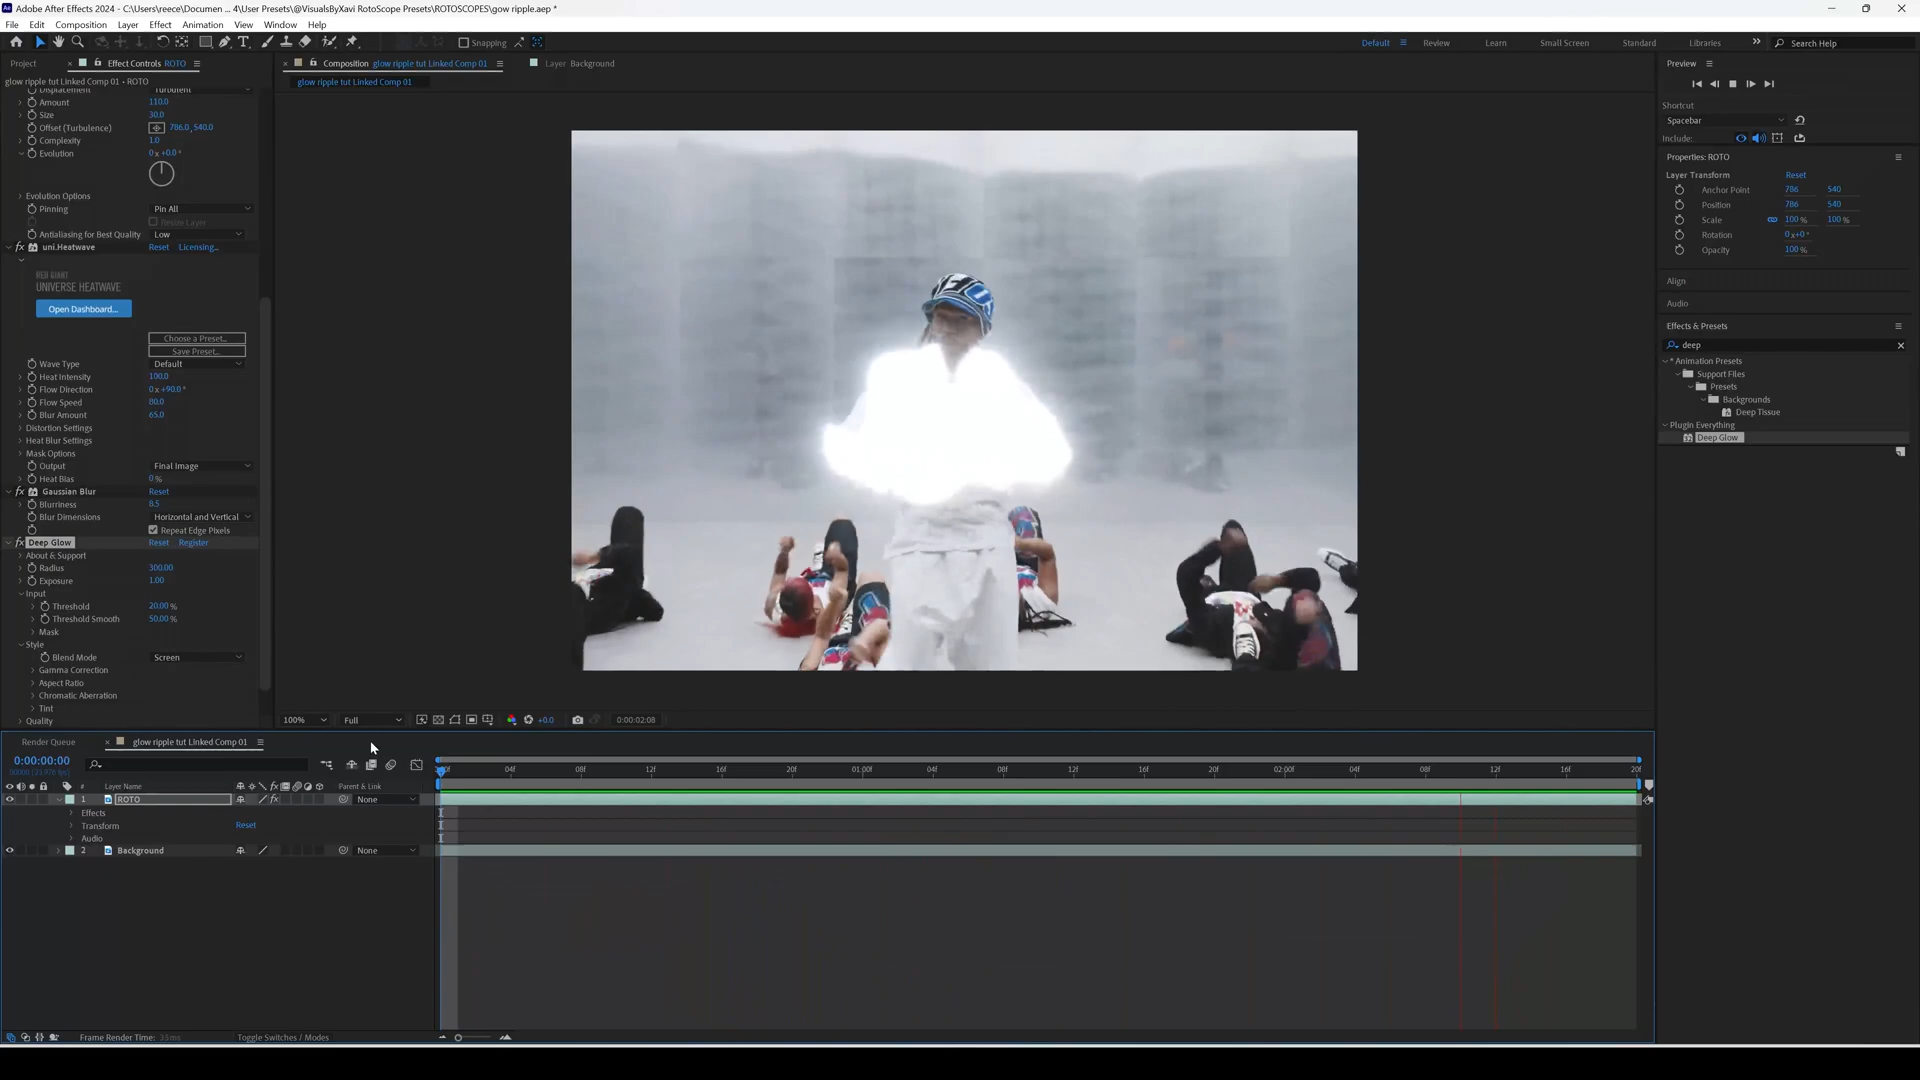 Adobe After Effects 2024 - C:\Users\reece\Documen ... 4\User Presets\@VisualsByXavi RotoScope Presets\ROTOSCOPES\gow ripple.aep *
File Edit Composition Layer Effect Animation View Window Help
Snapping
Default Review Learn Small Screen Standard Libraries Search Help
Project Effect Controls ROTO
glow ripple tut Linked Comp 01 • ROTO
Displacement Turbulent
Amount 110.0
Size 30.0
Offset (Turbulence) 786.0, 540.0
Complexity 1.0
Evolution 0 x +0.0 °
Evolution Options
Pinning Pin All
Resize Layer
Antialiasing for Best Quality Low
fx uni.Heatwave Reset Licensing...
RED GIANT
UNIVERSE HEATWAVE
Open Dashboard...
Choose a Preset...
Save Preset...
Wave Type Default
Heat Intensity 100.0
Flow Direction 0 x +90.0 °
Flow Speed 80.0
Blur Amount 65.0
Distortion Settings
Heat Blur Settings
Mask Options
Output Final Image
Heat Bias 0 %
fx Gaussian Blur Reset
Blurriness 8.5
Blur Dimensions Horizontal and Vertical
Repeat Edge Pixels
fx Deep Glow Reset Register
About & Support
Radius 300.00
Exposure 1.00
Input
Threshold 20.00 %
Threshold Smooth 50.00 %
Mask
Style
Blend Mode Screen
Gamma Correction
Aspect Ratio
Chromatic Aberration
Tint
Quality
Composition glow ripple tut Linked Comp 01 Layer Background
glow ripple tut Linked Comp 01
100% Full +0.0 0:00:02:08
Preview
Shortcut
Spacebar
Include:
Properties: ROTO
Layer Transform Reset
Anchor Point 786 540
Position 786 540
Scale 100 % 100 %
Rotation 0 x+0 °
Opacity 100 %
Align
Audio
Effects & Presets
deep
* Animation Presets
Support Files
Presets
Backgrounds
Deep Tissue
Plugin Everything
Deep Glow
Render Queue glow ripple tut Linked Comp 01
0:00:00:00
04f 08f 12f 16f 20f 01:00f 04f 08f 12f 16f 20f 02:00f 04f 08f 12f 16f 20f
# Layer Name fx Parent & Link
1 ROTO fx None
Effects
Transform Reset
Audio
2 Background None
Frame Render Time: 35ms Toggle Switches / Modes